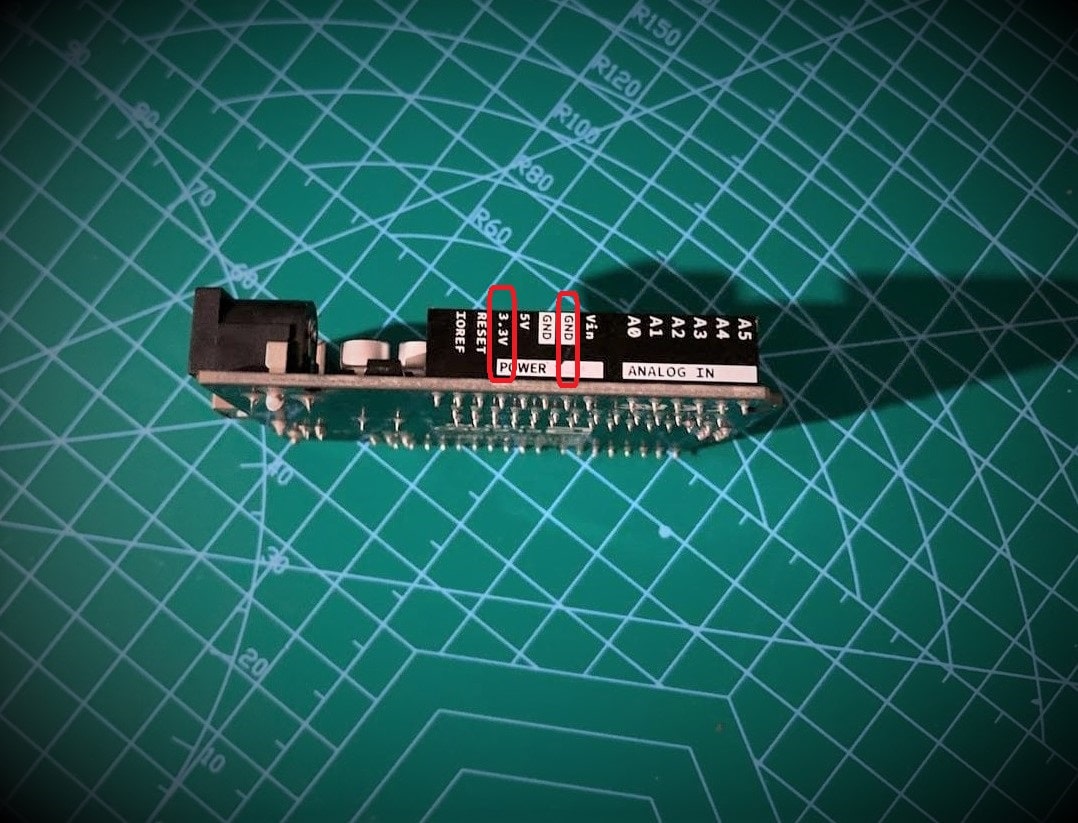 R150
R120
R100
R80
R60
90
80
70
60
IOREF
RESET
3.3V
5V
GND
GND
Vin
A0
A1
A2
A3
A4
A5
POWER
ANALOG IN
30
20
10